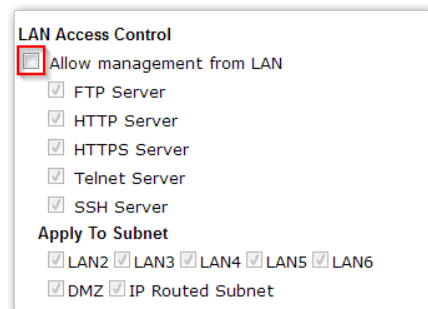 LAN Access Control
Allow management from LAN
FTP Server
HTTP Server
HTTPS Server
Telnet Server
SSH Server
Apply To Subnet
LAN2 LAN3 LAN4 LAN5 LAN6
DMZ IP Routed Subnet